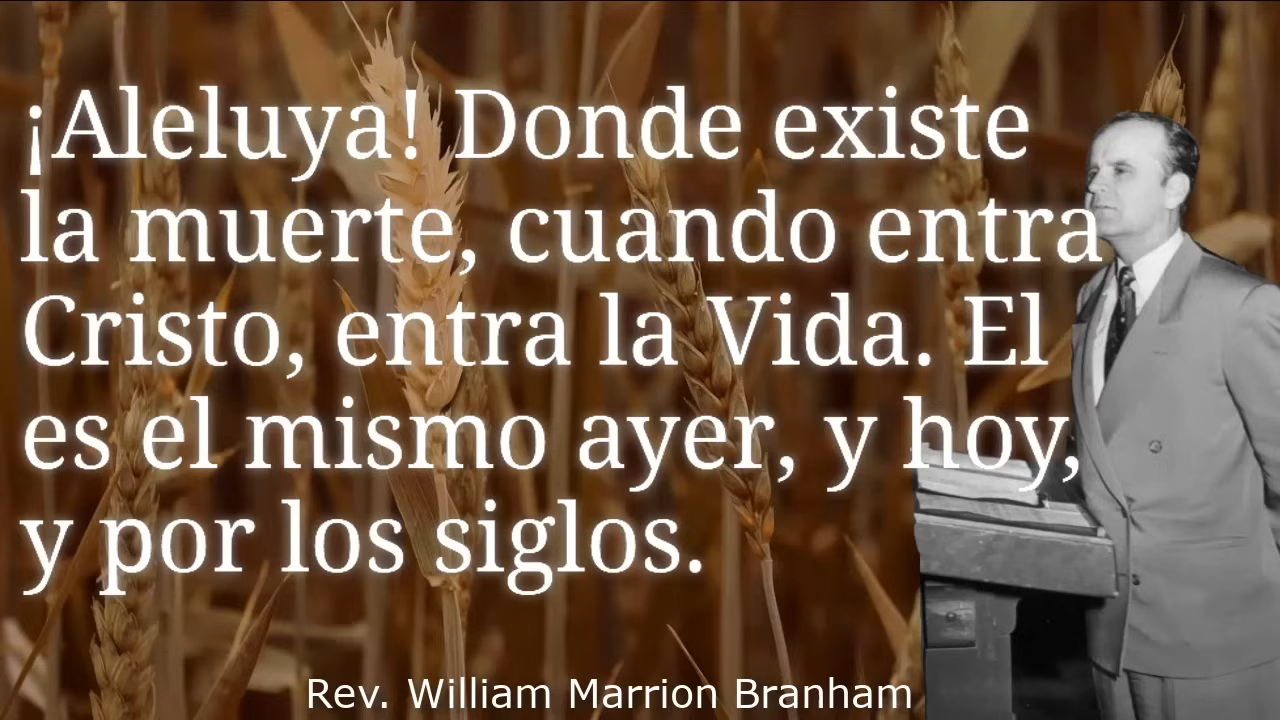 ¡Aleluya! Donde existe
la muerte, cuando entra
Cristo, entra la Vida. El
es el mismo ayer, y hoy,
y por los siglos.
Rev. William Marrion Branham